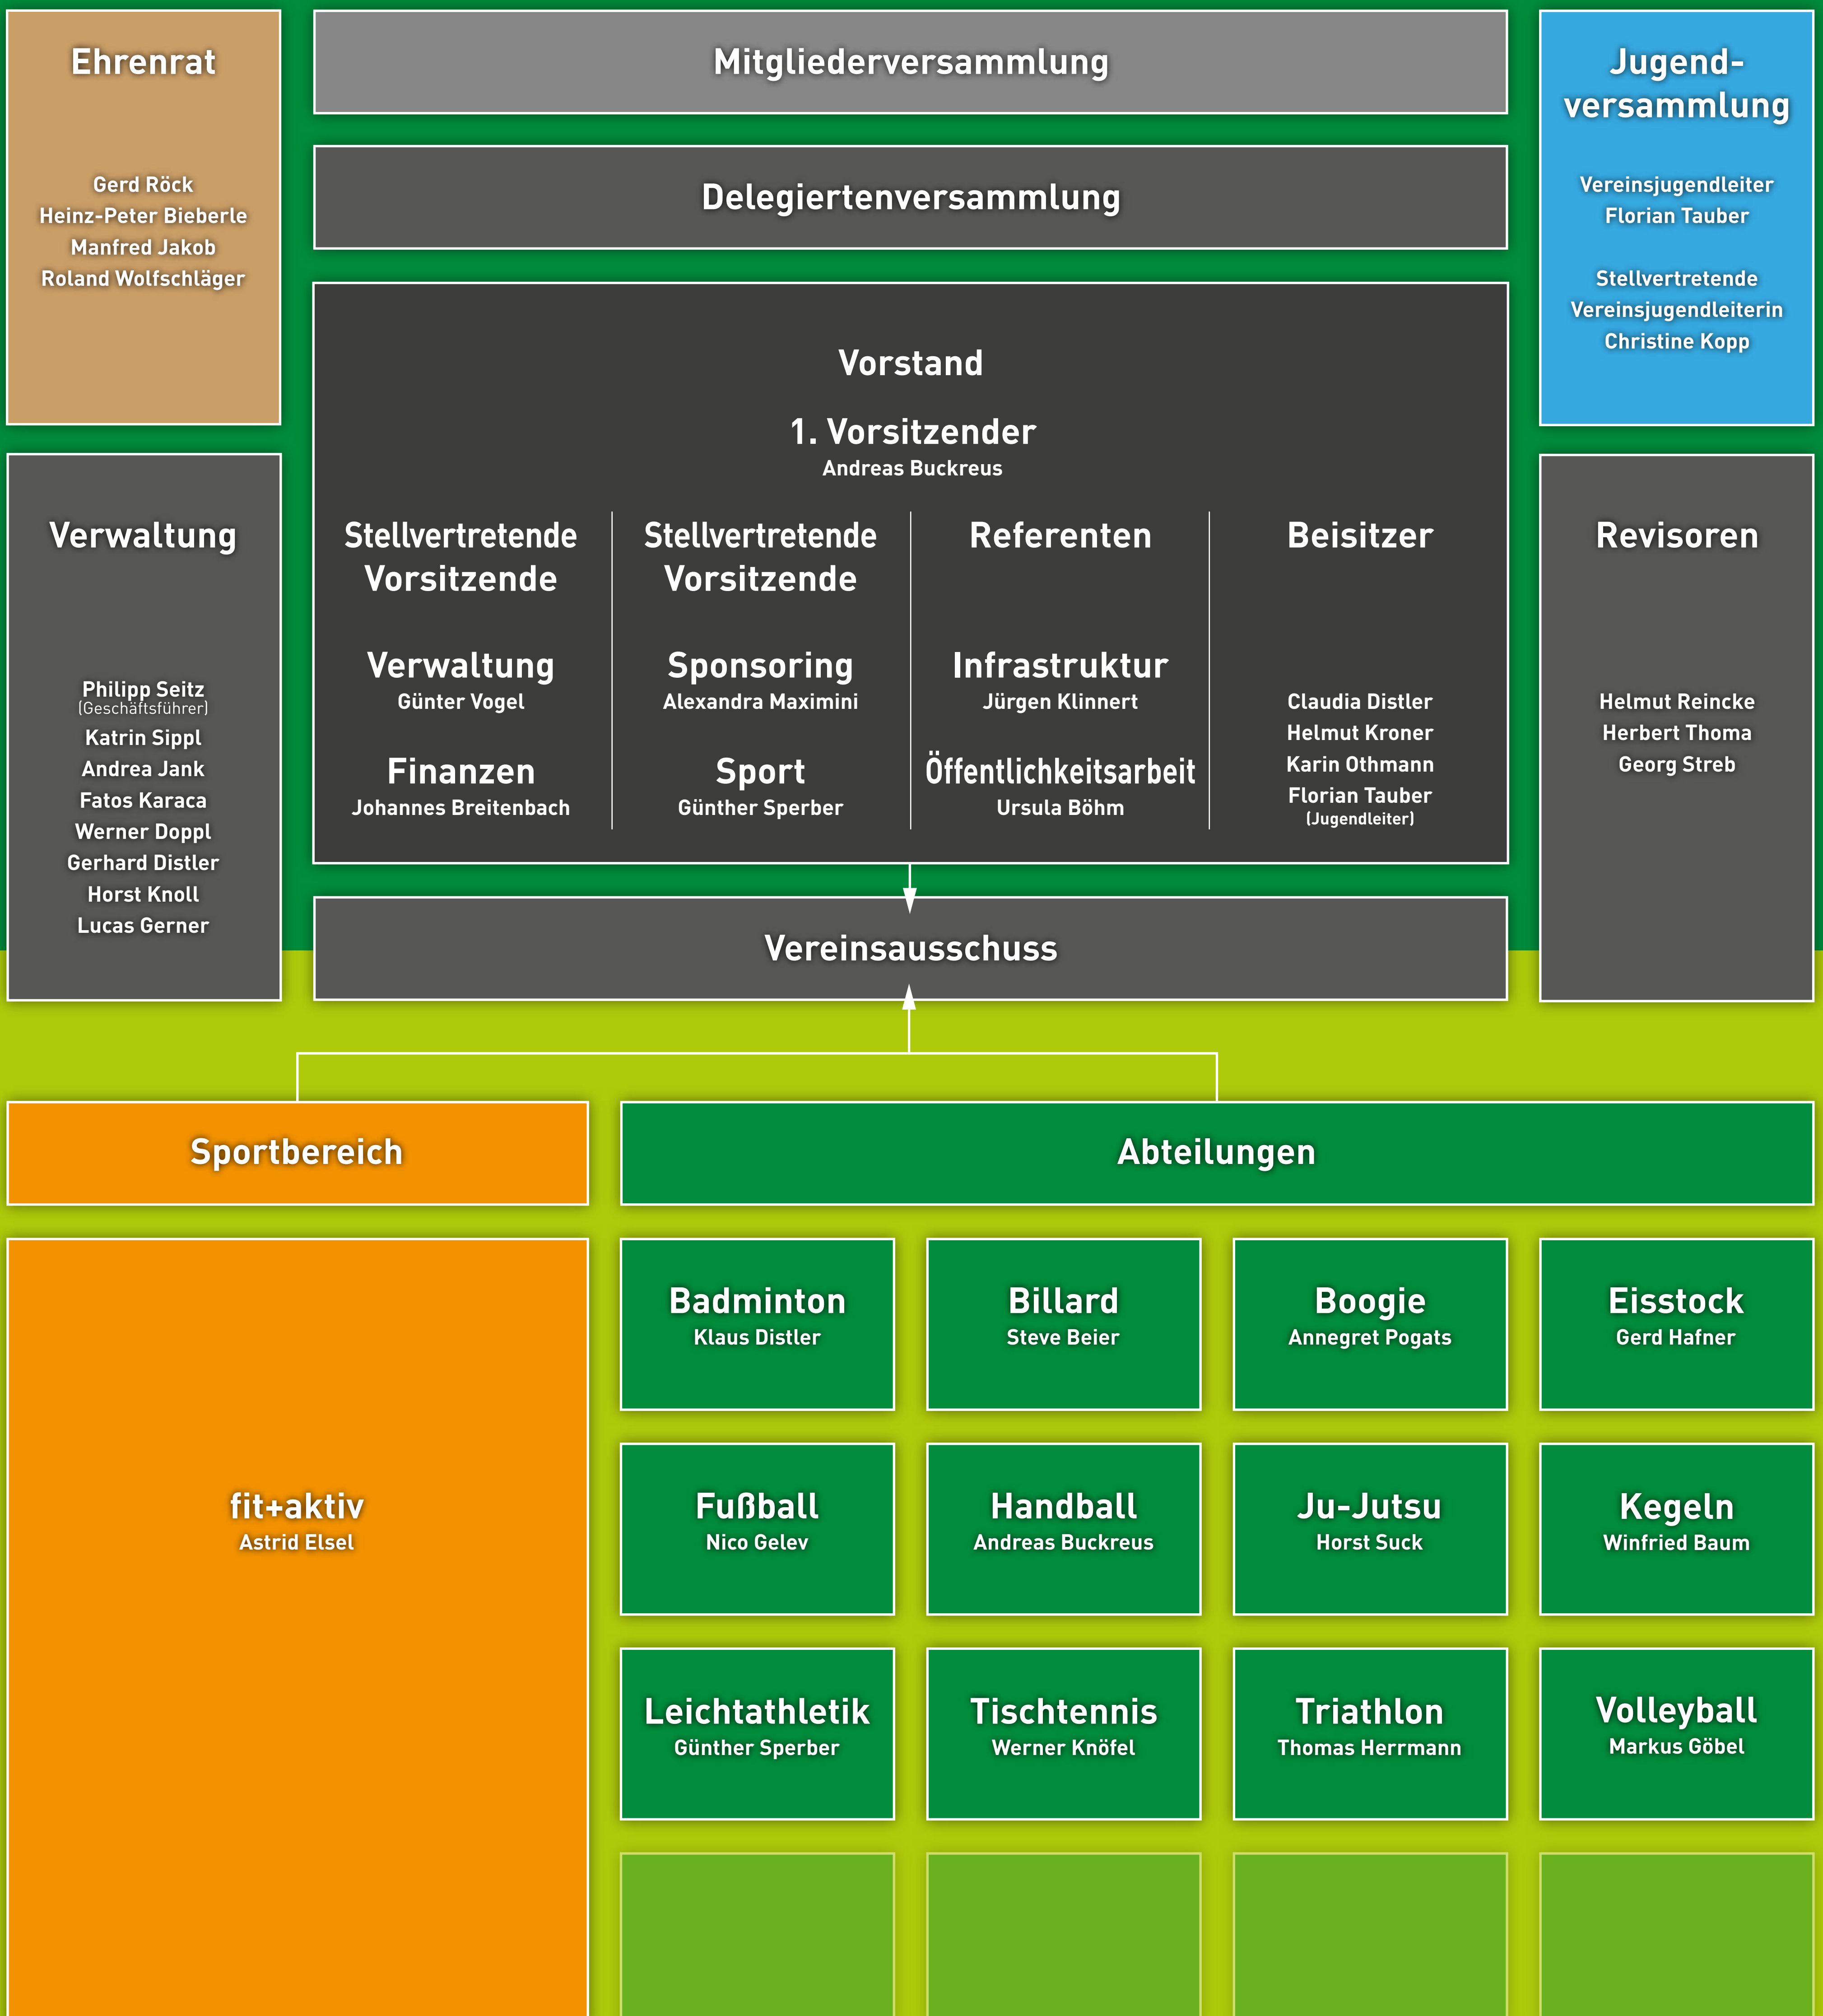 Ehrenrat
Gerd Röck
Heinz-Peter Bieberle
Manfred Jakob
Roland Wolfschläger
Mitgliederversammlung
Delegiertenversammlung
Jugend-
versammlung
Vereinsjugendleiter
Florian Tauber
Stellvertretende
Vereinsjugendleiterin
Christine Kopp
Vorstand
1. Vorsitzender
Andreas Buckreus
Stellvertretende
Vorsitzende
Verwaltung
Günter Vogel
Finanzen
Johannes Breitenbach
Stellvertretende
Vorsitzende
Sponsoring
Alexandra Maximini
Sport
Günther Sperber
Referenten
Infrastruktur
Jürgen Klinnert
Öffentlichkeitsarbeit
Ursula Böhm
Beisitzer
Claudia Distler
Helmut Kroner
Karin Othmann
Florian Tauber
(Jugendleiter)
Verwaltung
Philipp Seitz
(Geschäftsführer)
Katrin Sippl
Andrea Jank
Fatos Karaca
Werner Doppl
Gerhard Distler
Horst Knoll
Lucas Gerner
Revisoren
Helmut Reincke
Herbert Thoma
Georg Streb
Vereinsausschuss
Sportbereich
Abteilungen
fit+aktiv
Astrid Elsel
Badminton
Klaus Distler
Billard
Steve Beier
Boogie
Annegret Pogats
Eisstock
Gerd Hafner
Fußball
Nico Gelev
Handball
Andreas Buckreus
Ju-Jutsu
Horst Suck
Kegeln
Winfried Baum
Leichtathletik
Günther Sperber
Tischtennis
Werner Knöfel
Triathlon
Thomas Herrmann
Volleyball
Markus Göbel